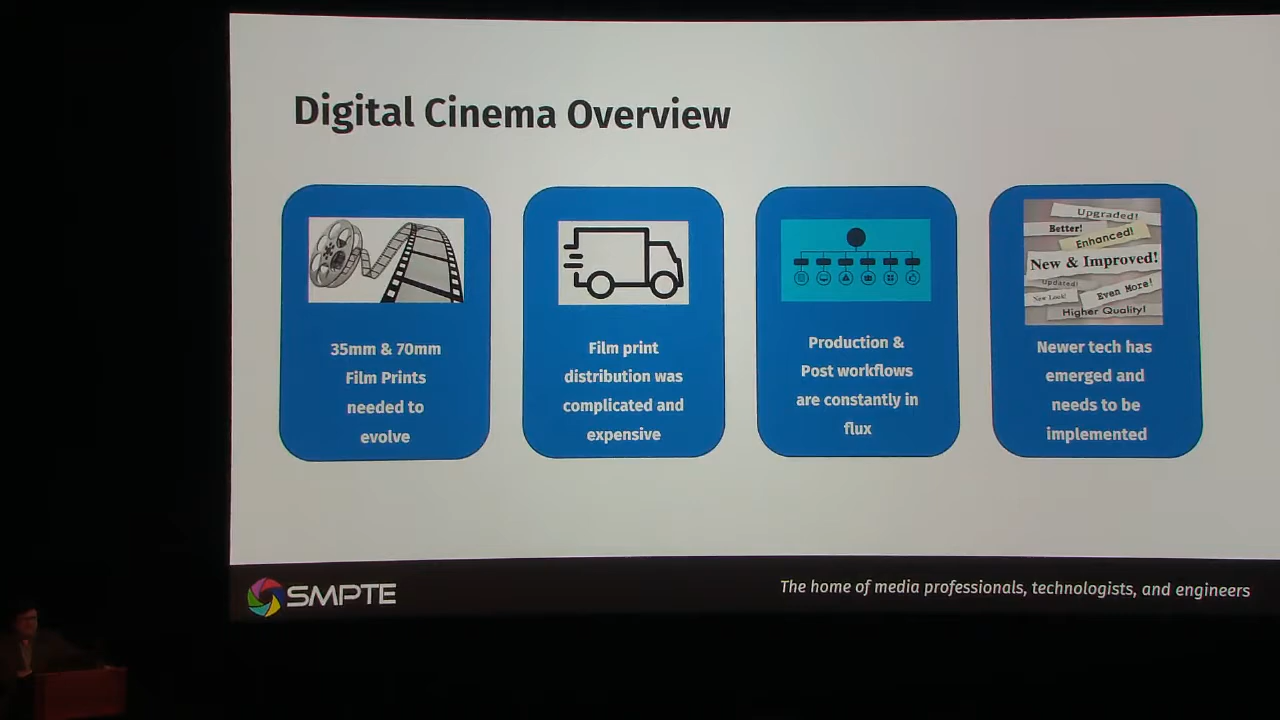 Digital Cinema Overview
35mm & 70mm
Film Prints
needed to
evolve
Film print
distribution was
complicated and
expensive
Production &
Post workflows
are constantly in
flux
Upgraded!
Better!
Enhanced!
New & Improved!
Updated!
New Look!
Even More!
Higher Quality!
Newer tech has
emerged and
needs to be
implemented
SMPTE
The home of media professionals, technologists, and engineers